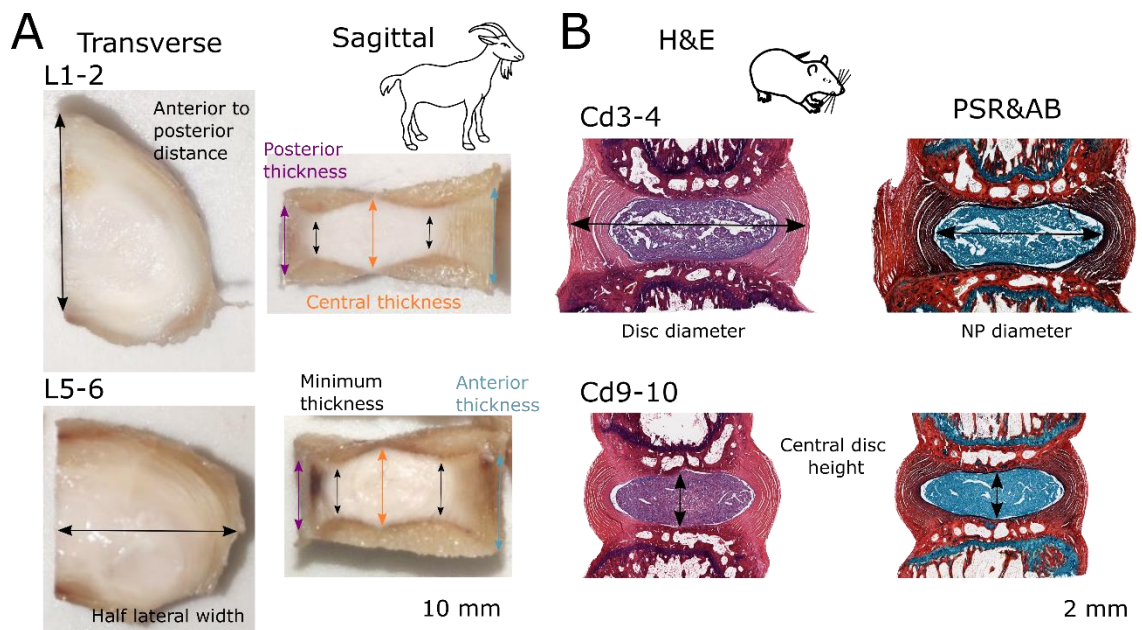 A
Transverse
Sagittal
L1-2
Anterior to
posterior
distance
Posterior
thickness
Central thickness
L5-6
Minimum
thickness
Anterior
thickness
Half lateral width
10 mm
B
H&E
PSR&AB
Cd3-4
Disc diameter
NP diameter
Cd9-10
Central disc
height
2 mm